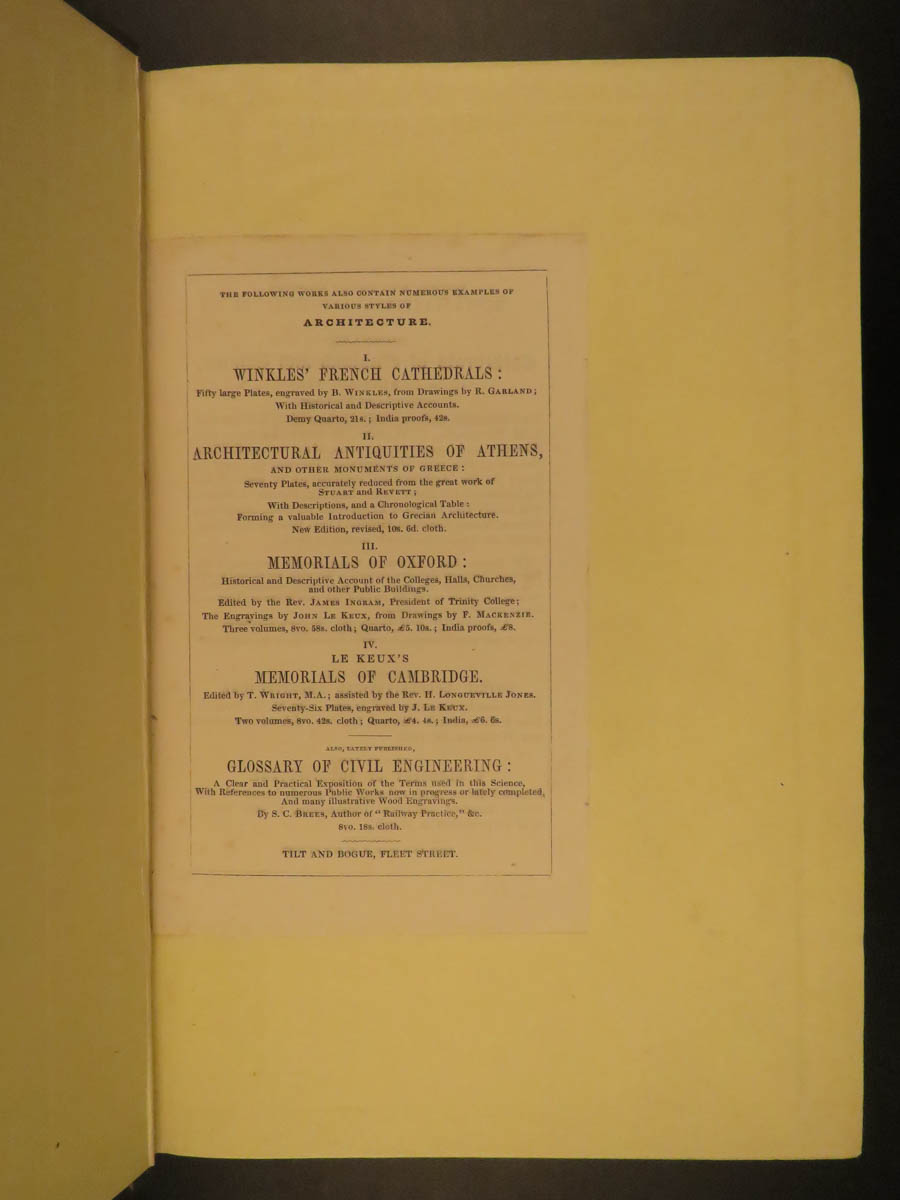 THE FOLLOWING WORKS ALSO CONTAIN NUMEROUS EXAMPLES OF
VARIOUS STYLES OF
ARCHITECTURE.
I.
WINKLES' FRENCH CATHEDRALS:
Fifty large Plates, engraved by B. WINKLES, from Drawings by R. GARLAND;
With Historical and Descriptive Accounts.
Demy Quarto, 21s.; India proofs, 42s.
II.
ARCHITECTURAL ANTIQUITIES OF ATHENS,
AND OTHER MONUMENTS OF GREECE:
Seventy Plates, accurately reduced from the great work of
STUART and REVETT;
With Descriptions, and a Chronological Table:
Forming a valuable Introduction to Grecian Architecture.
New Edition, revised, 10s. 6d. cloth.
III.
MEMORIALS OF OXFORD:
Historical and Descriptive Account of the Colleges, Halls, Churches,
and other Public Buildings.
Edited by the Rev. JAMES INGRAM, President of Trinity College;
The Engravings by JOHN LE KEUX, from Drawings by F. MACKENZIE.
Three volumes, 8vo. 58s. cloth; Quarto, £5. 10s.; India proofs, £8.
IV.
LE KEUX'S
MEMORIALS OF CAMBRIDGE.
Edited by T. WRIGHT, M.A.; assisted by the Rev. H. LONGUEVILLE JONES.
Seventy-Six Plates, engraved by J. LE KEUX.
Two volumes, 8vo. 42s. cloth; Quarto, £4. 4s.; India, £6. 6s.
ALSO, LATELY PUBLISHED,
GLOSSARY OF CIVIL ENGINEERING:
A Clear and Practical Exposition of the Terms used in this Science,
With References to numerous Public Works now in progress or lately completed,
And many illustrative Wood Engravings.
By S. C. BREES, Author of "Railway Practice," &c.
8vo. 18s. cloth.
TILT AND BOGUE, FLEET STREET.